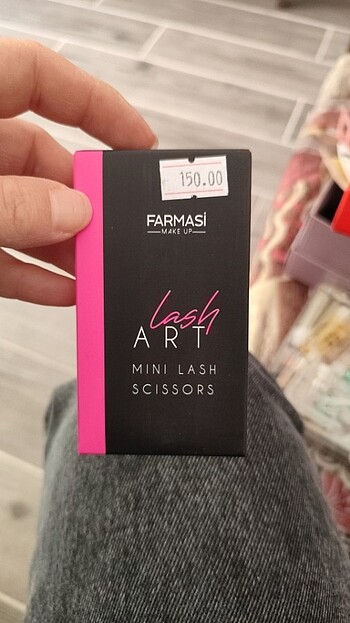 150.00
FARMASİ
MAKE UP
lash
ART
MINI LASH
SCISSORS